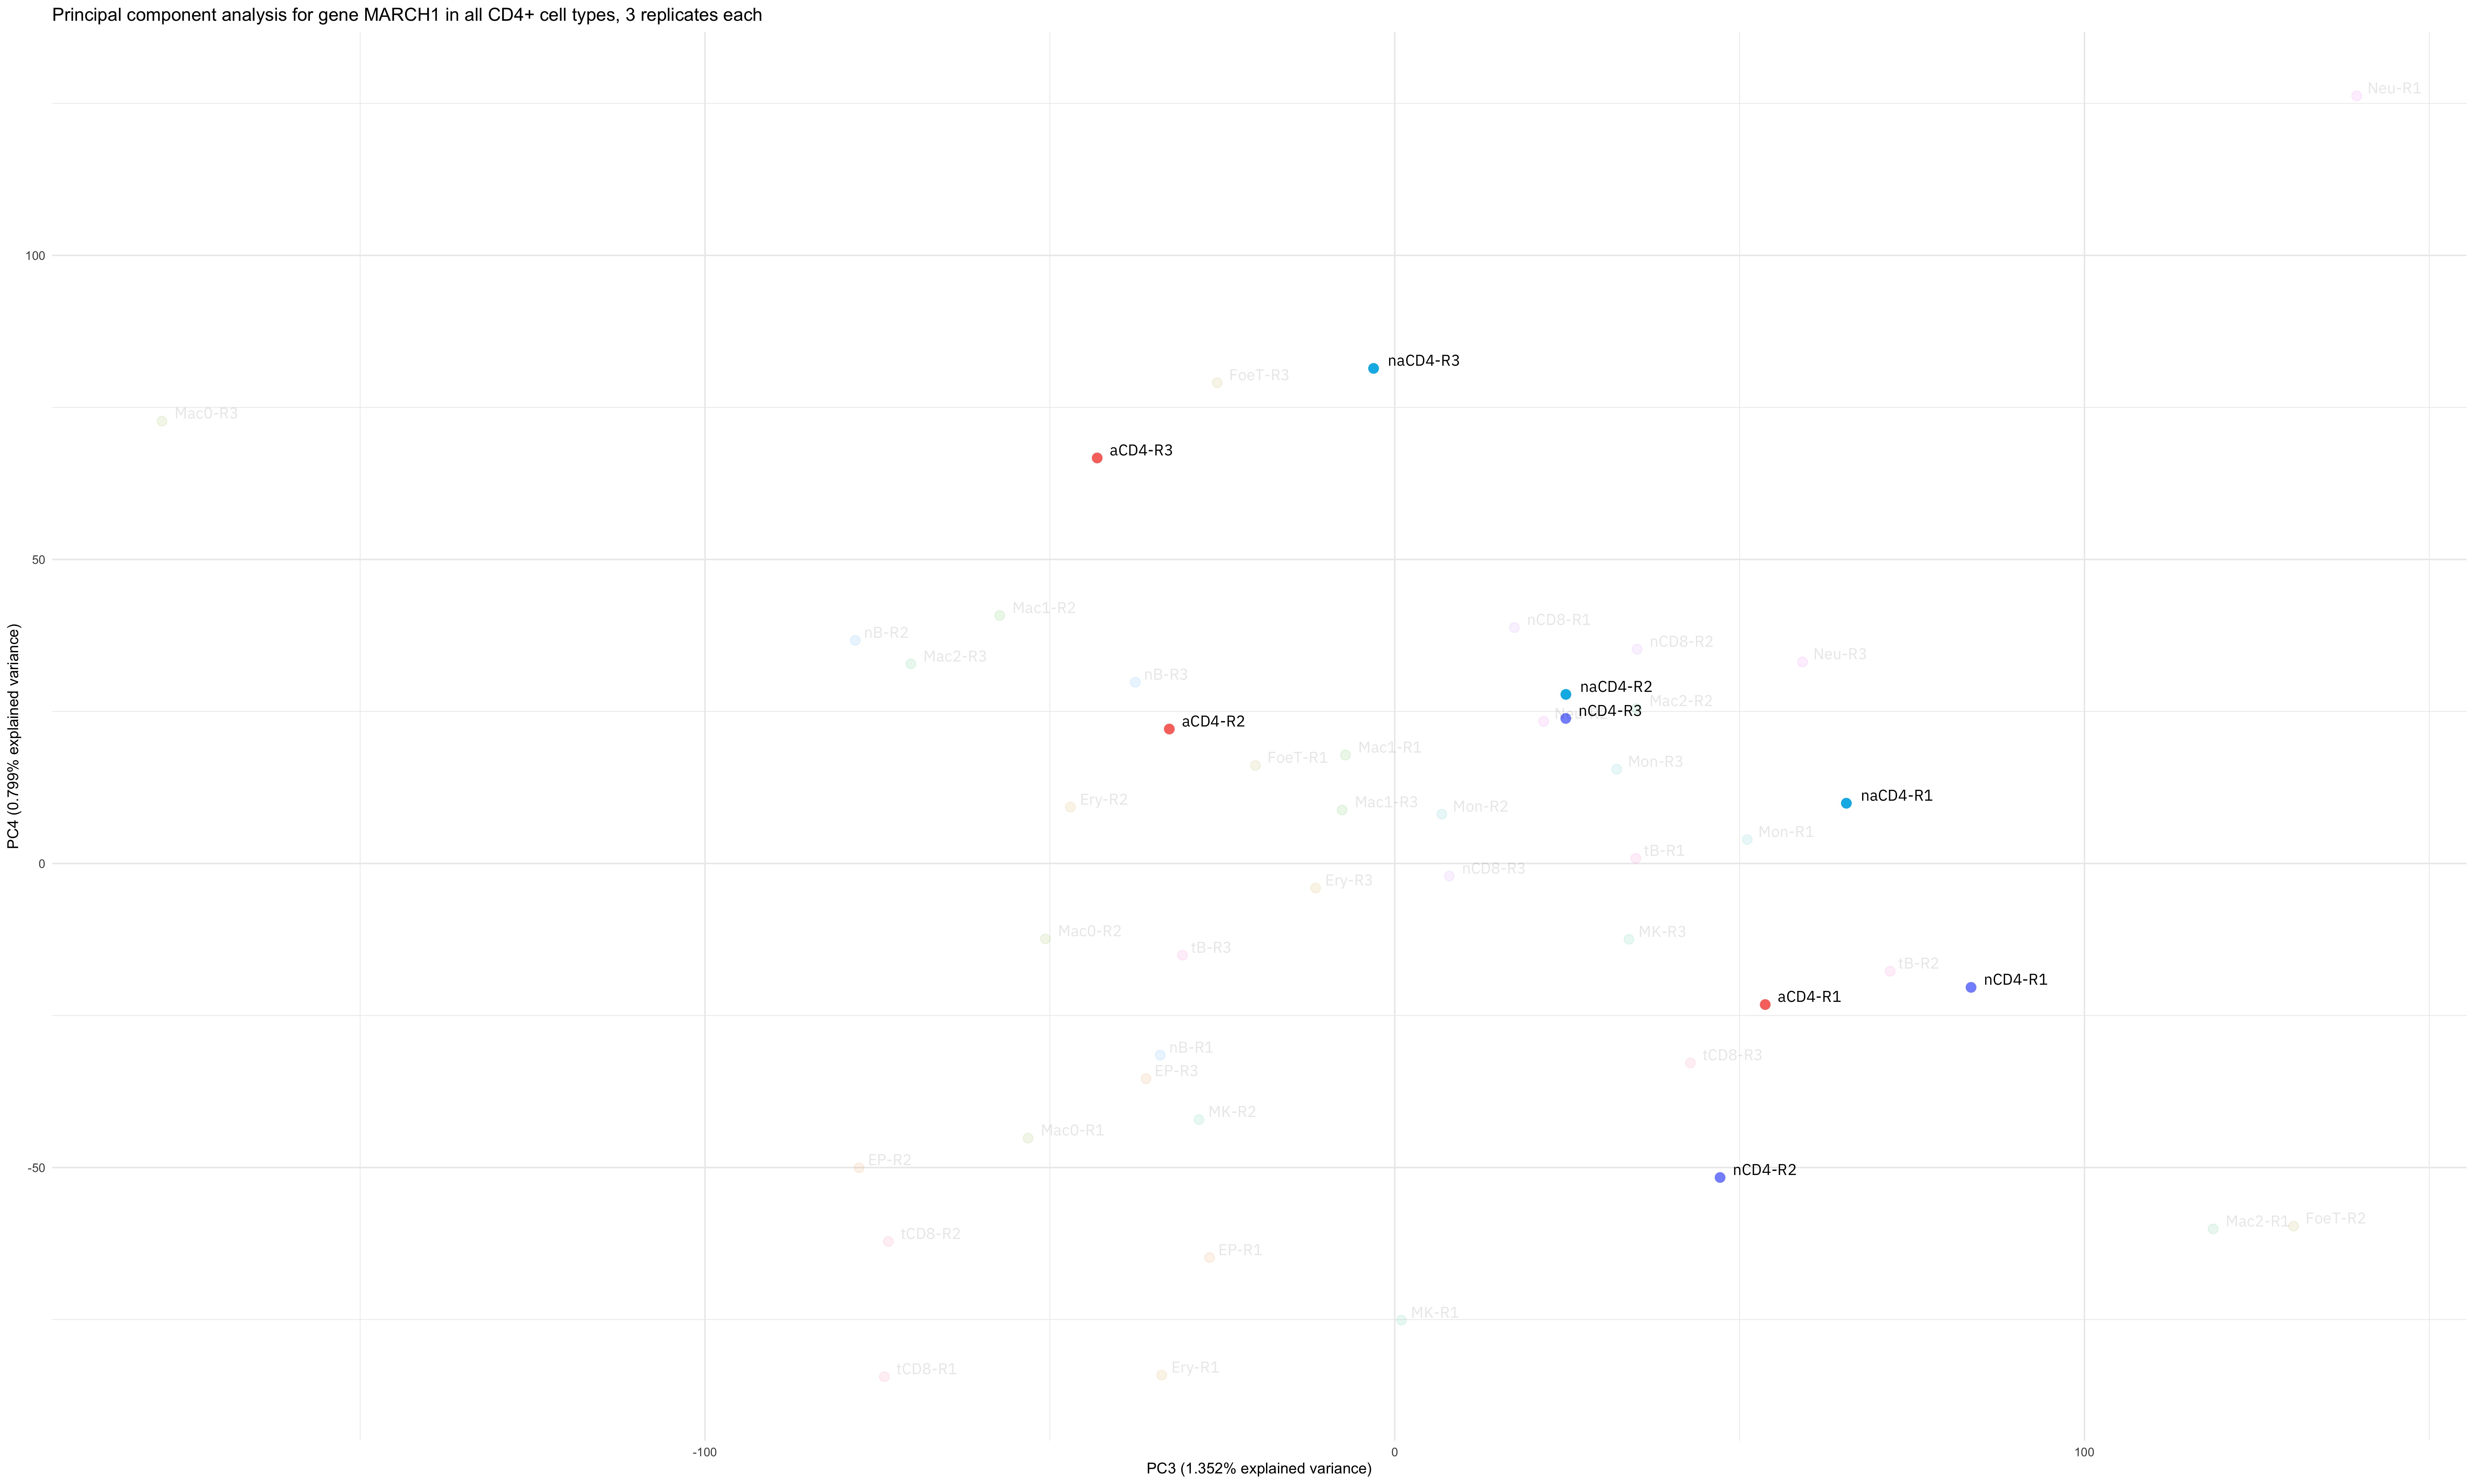 Principal component analysis for gene MARCH1 in all CD4+ cell types, 3 replicates each
Neu-R1
100
naCD4-R3
FoeT-R3
Mac0-R3
aCD4-R3
50
Mac1-R2
nCD8-R1
nB-R2
nCD8-R2
Mac2-R3
Neu-R3
nB-R3
naCD4-R2
Mac2-R2
nCD4-R3
aCD4-R2
Mac1-R1
FoeT-R1
Mon-R3
naCD4-R1
Ery-R2
Mac1-R3
Mon-R2
Mon-R1
0
tB-R1
nCD8-R3
Ery-R3
Mac0-R2
MK-R3
tB-R3
tB-R2
nCD4-R1
aCD4-R1
nB-R1
tCD8-R3
EP-R3
MK-R2
Mac0-R1
EP-R2
-50
nCD4-R2
Mac2-R1
FoeT-R2
tCD8-R2
EP-R1
MK-R1
tCD8-R1
Ery-R1
-100
0
100
PC3 (1.352% explained variance)
PC4 (0.799% explained variance)